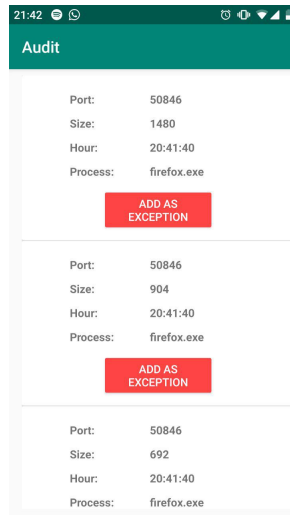 21:42
Audit
Port: 50846
Size: 1480
Hour: 20:41:40
Process: firefox.exe
ADD AS
EXCEPTION
Port: 50846
Size: 904
Hour: 20:41:40
Process: firefox.exe
ADD AS
EXCEPTION
Port: 50846
Size: 692
Hour: 20:41:40
Process: firefox.exe